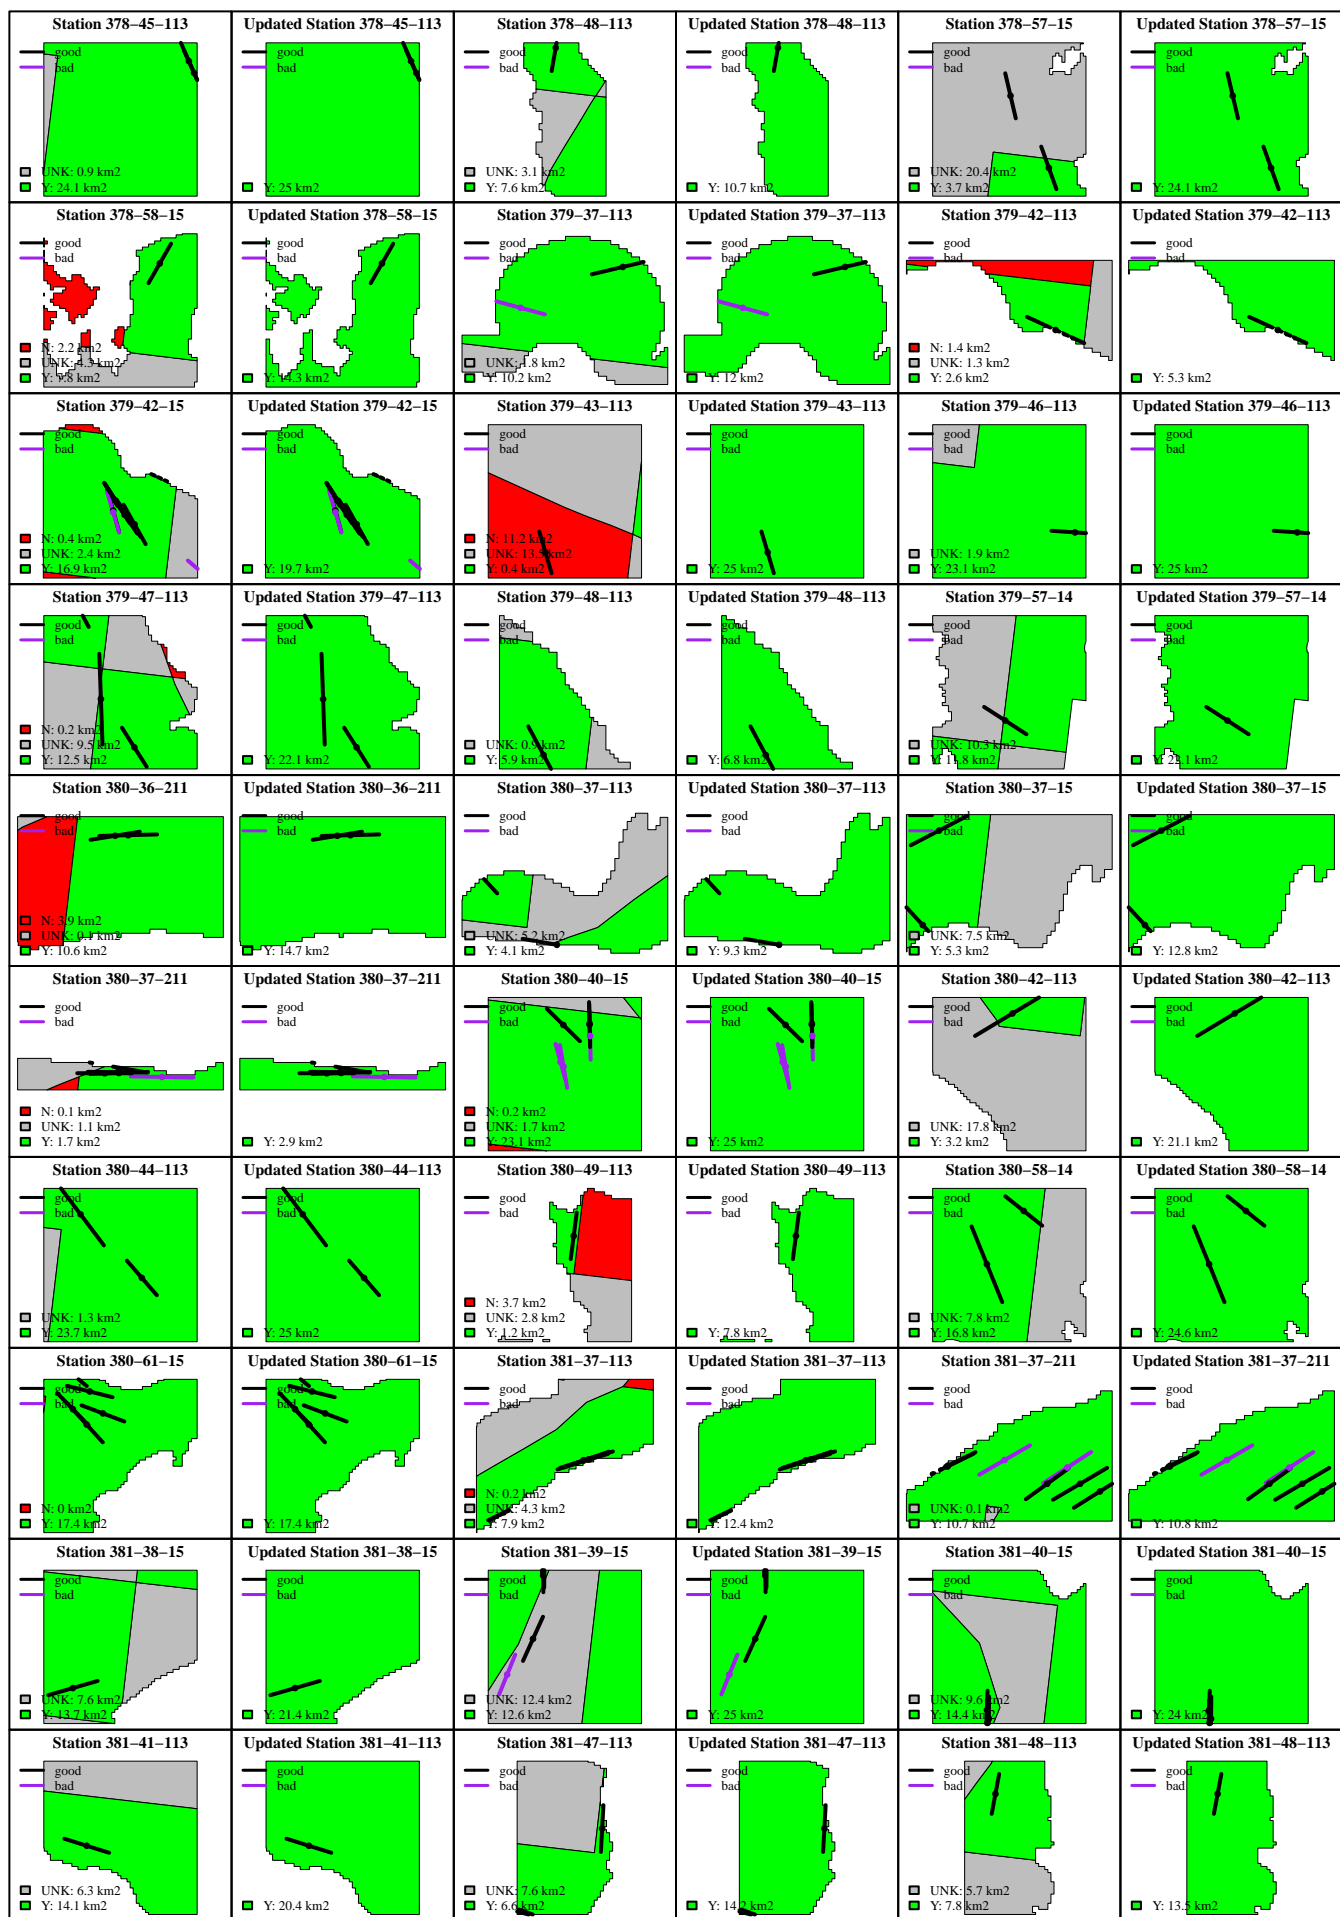 Station 378−45−113
good
bad
UNK: 0.9 km2
Y: 24.1 km2
Updated Station 378−45−113
good
bad
Y: 25 km2
Station 378−48−113
good
bad
UNK: 3.1 km2
Y: 7.6 km2
Updated Station 378−48−113
good
bad
Y: 10.7 km2
Station 378−57−15
good
bad
UNK: 20.4 km2
Y: 3.7 km2
Updated Station 378−57−15
good
bad
Y: 24.1 km2
Station 378−58−15
good
bad
N: 2.2 km2
UNK: 4.3 km2
Y: 9.8 km2
Updated Station 378−58−15
good
bad
Y: 14.3 km2
Station 379−37−113
good
bad
UNK: 1.8 km2
Y: 10.2 km2
Updated Station 379−37−113
good
bad
Y: 12 km2
Station 379−42−113
good
bad
N: 1.4 km2
UNK: 1.3 km2
Y: 2.6 km2
Updated Station 379−42−113
good
bad
Y: 5.3 km2
Station 379−42−15
good
bad
N: 0.4 km2
UNK: 2.4 km2
Y: 16.9 km2
Updated Station 379−42−15
good
bad
Y: 19.7 km2
Station 379−43−113
good
bad
N: 11.2 km2
UNK: 13.5 km2
Y: 0.4 km2
Updated Station 379−43−113
good
bad
Y: 25 km2
Station 379−46−113
good
bad
UNK: 1.9 km2
Y: 23.1 km2
Updated Station 379−46−113
good
bad
Y: 25 km2
Station 379−47−113
good
bad
N: 0.2 km2
UNK: 9.5 km2
Y: 12.5 km2
Updated Station 379−47−113
good
bad
Y: 22.1 km2
Station 379−48−113
good
bad
UNK: 0.9 km2
Y: 5.9 km2
Updated Station 379−48−113
good
bad
Y: 6.8 km2
Station 379−57−14
good
bad
UNK: 10.3 km2
Y: 11.8 km2
Updated Station 379−57−14
good
bad
Y: 22.1 km2
Station 380−36−211
good
bad
N: 3.9 km2
UNK: 0.1 km2
Y: 10.6 km2
Updated Station 380−36−211
good
bad
Y: 14.7 km2
Station 380−37−113
good
bad
UNK: 5.2 km2
Y: 4.1 km2
Updated Station 380−37−113
good
bad
Y: 9.3 km2
Station 380−37−15
good
bad
UNK: 7.5 km2
Y: 5.3 km2
Updated Station 380−37−15
good
bad
Y: 12.8 km2
Station 380−37−211
good
bad
N: 0.1 km2
UNK: 1.1 km2
Y: 1.7 km2
Updated Station 380−37−211
good
bad
Y: 2.9 km2
Station 380−40−15
good
bad
N: 0.2 km2
UNK: 1.7 km2
Y: 23.1 km2
Updated Station 380−40−15
good
bad
Y: 25 km2
Station 380−42−113
good
bad
UNK: 17.8 km2
Y: 3.2 km2
Updated Station 380−42−113
good
bad
Y: 21.1 km2
Station 380−44−113
good
bad
UNK: 1.3 km2
Y: 23.7 km2
Updated Station 380−44−113
good
bad
Y: 25 km2
Station 380−49−113
good
bad
N: 3.7 km2
UNK: 2.8 km2
Y: 1.2 km2
Updated Station 380−49−113
good
bad
Y: 7.8 km2
Station 380−58−14
good
bad
UNK: 7.8 km2
Y: 16.8 km2
Updated Station 380−58−14
good
bad
Y: 24.6 km2
Station 380−61−15
good
bad
N: 0 km2
Y: 17.4 km2
Updated Station 380−61−15
good
bad
Y: 17.4 km2
Station 381−37−113
good
bad
N: 0.2 km2
UNK: 4.3 km2
Y: 7.9 km2
Updated Station 381−37−113
good
bad
Y: 12.4 km2
Station 381−37−211
good
bad
UNK: 0.1 km2
Y: 10.7 km2
Updated Station 381−37−211
good
bad
Y: 10.8 km2
Station 381−38−15
good
bad
UNK: 7.6 km2
Y: 13.7 km2
Updated Station 381−38−15
good
bad
Y: 21.4 km2
Station 381−39−15
good
bad
UNK: 12.4 km2
Y: 12.6 km2
Updated Station 381−39−15
good
bad
Y: 25 km2
Station 381−40−15
good
bad
UNK: 9.6 km2
Y: 14.4 km2
Updated Station 381−40−15
good
bad
Y: 24 km2
Station 381−41−113
good
bad
UNK: 6.3 km2
Y: 14.1 km2
Updated Station 381−41−113
good
bad
Y: 20.4 km2
Station 381−47−113
good
bad
UNK: 7.6 km2
Y: 6.6 km2
Updated Station 381−47−113
good
bad
Y: 14.2 km2
Station 381−48−113
good
bad
UNK: 5.7 km2
Y: 7.8 km2
Updated Station 381−48−113
good
bad
Y: 13.5 km2